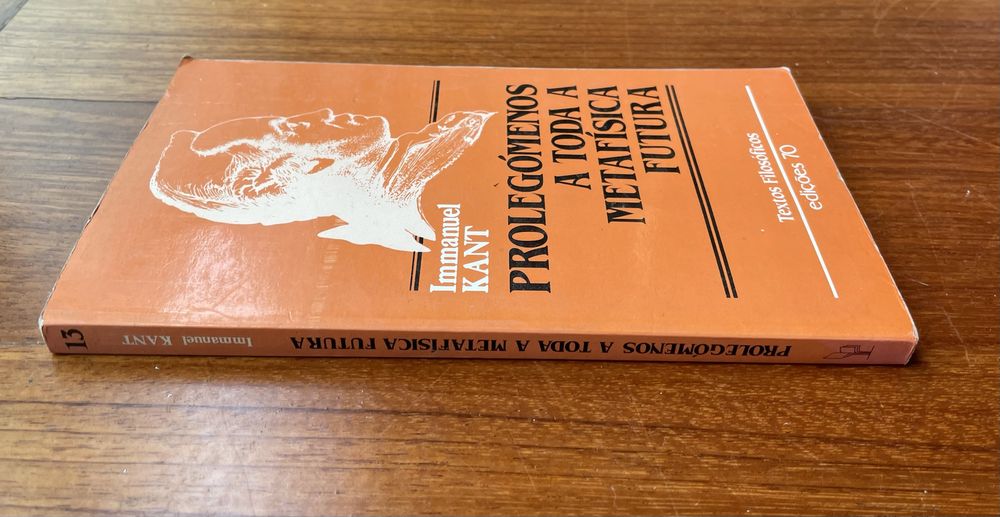 Immanuel
KANT
PROLEGÓMENOS
A TODA A
METAFÍSICA
FUTURA
Textos Filosóficos
edições 70
13
Immanuel KANT
PROLEGÓMENOS A TODA A METAFÍSICA FUTURA